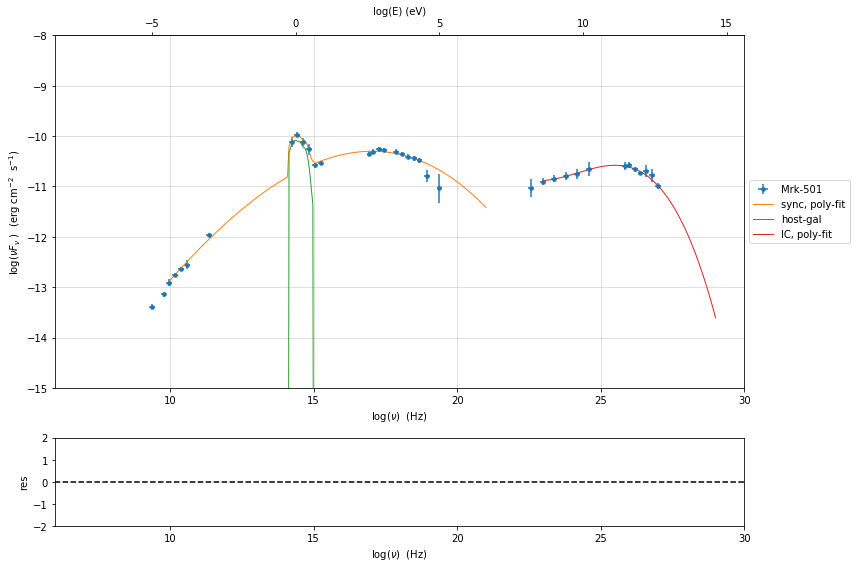 log(E) (eV)
−5 0 5 10 15
−8
−9
−10
−11
−12
−13
−14
−15
log(νFν ) (erg cm⁻² s⁻¹)
Mrk-501
sync, poly-fit
host-gal
IC, poly-fit
10 15 20 25 30
log(ν) (Hz)
2
1
0
−1
−2
res
10 15 20 25 30
log(ν) (Hz)